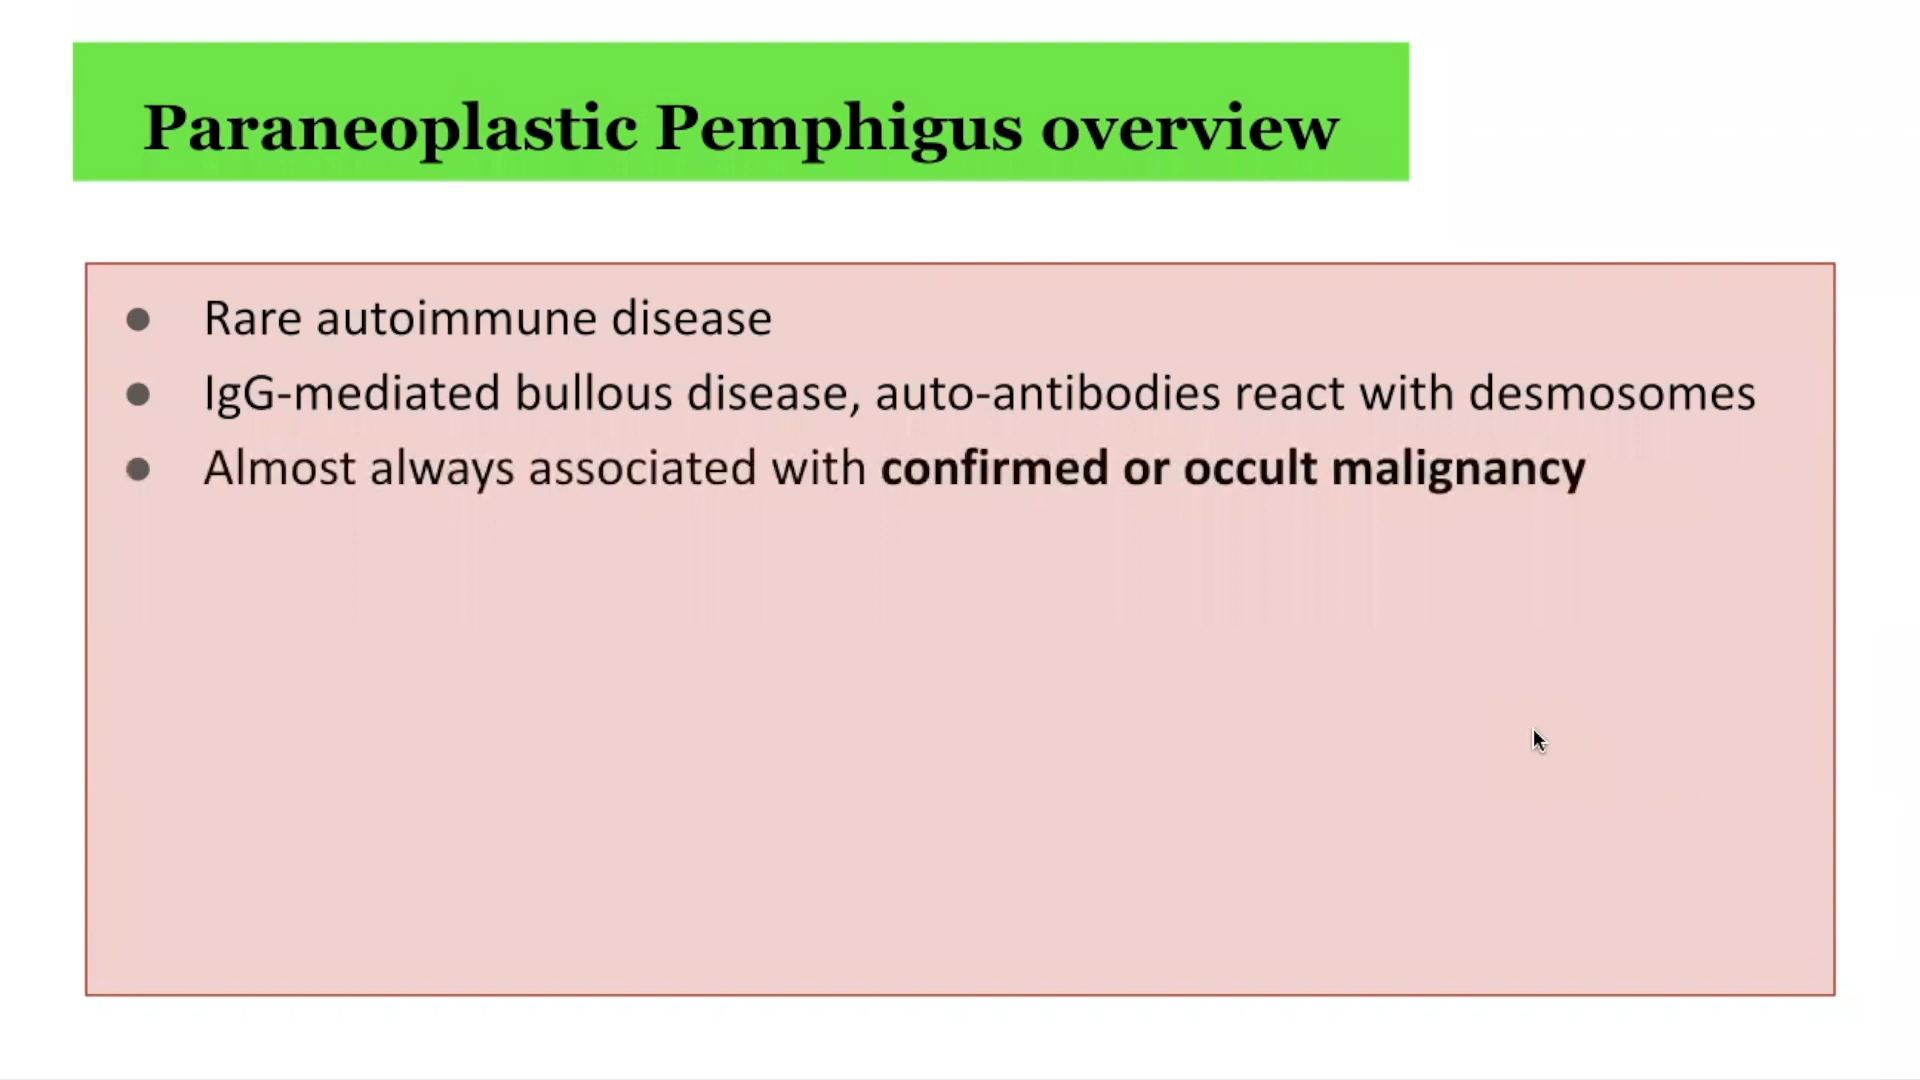 Paraneoplastic Pemphigus overview
● Rare autoimmune disease
● IgG-mediated bullous disease, auto-antibodies react with desmosomes
● Almost always associated with confirmed or occult malignancy